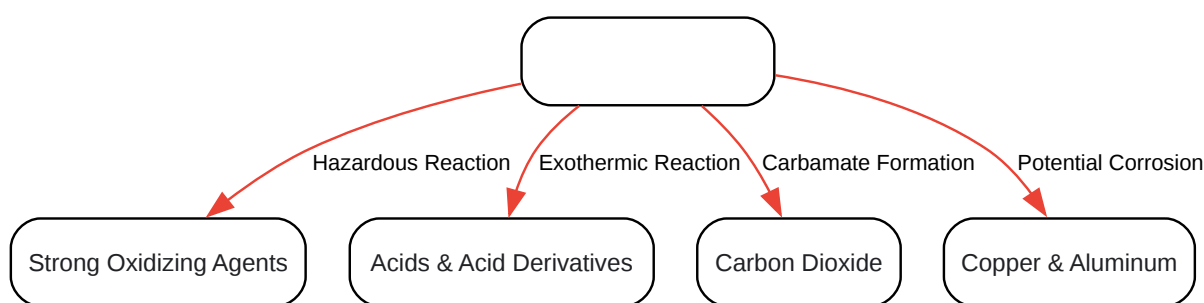 Hazardous Reaction
Exothermic Reaction
Carbamate Formation
Potential Corrosion
Strong Oxidizing Agents
Acids & Acid Derivatives
Carbon Dioxide
Copper & Aluminum